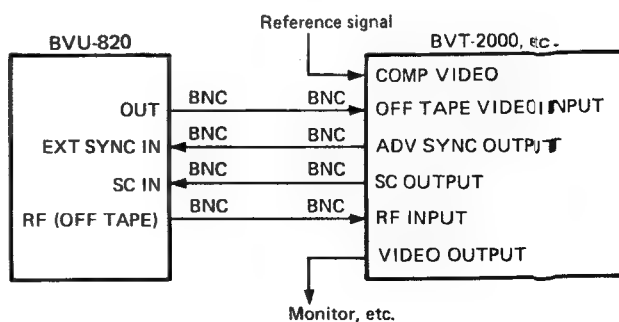 Reference signal
BVU-820
BVT-2000, etc.
COMP VIDEO
OUT BNC BNC OFF TAPE VIDEO INPUT
EXT SYNC IN BNC BNC ADV SYNC OUTPUT
SC IN BNC BNC SC OUTPUT
RF (OFF TAPE) BNC BNC RF INPUT
VIDEO OUTPUT
Monitor, etc.